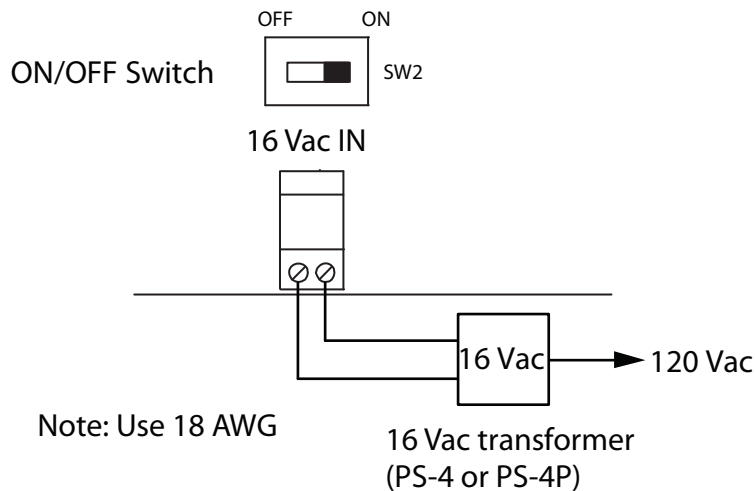 OFF ON
ON/OFF Switch
SW2
16 Vac IN
16 Vac
120 Vac
Note: Use 18 AWG
16 Vac transformer
(PS-4 or PS-4P)